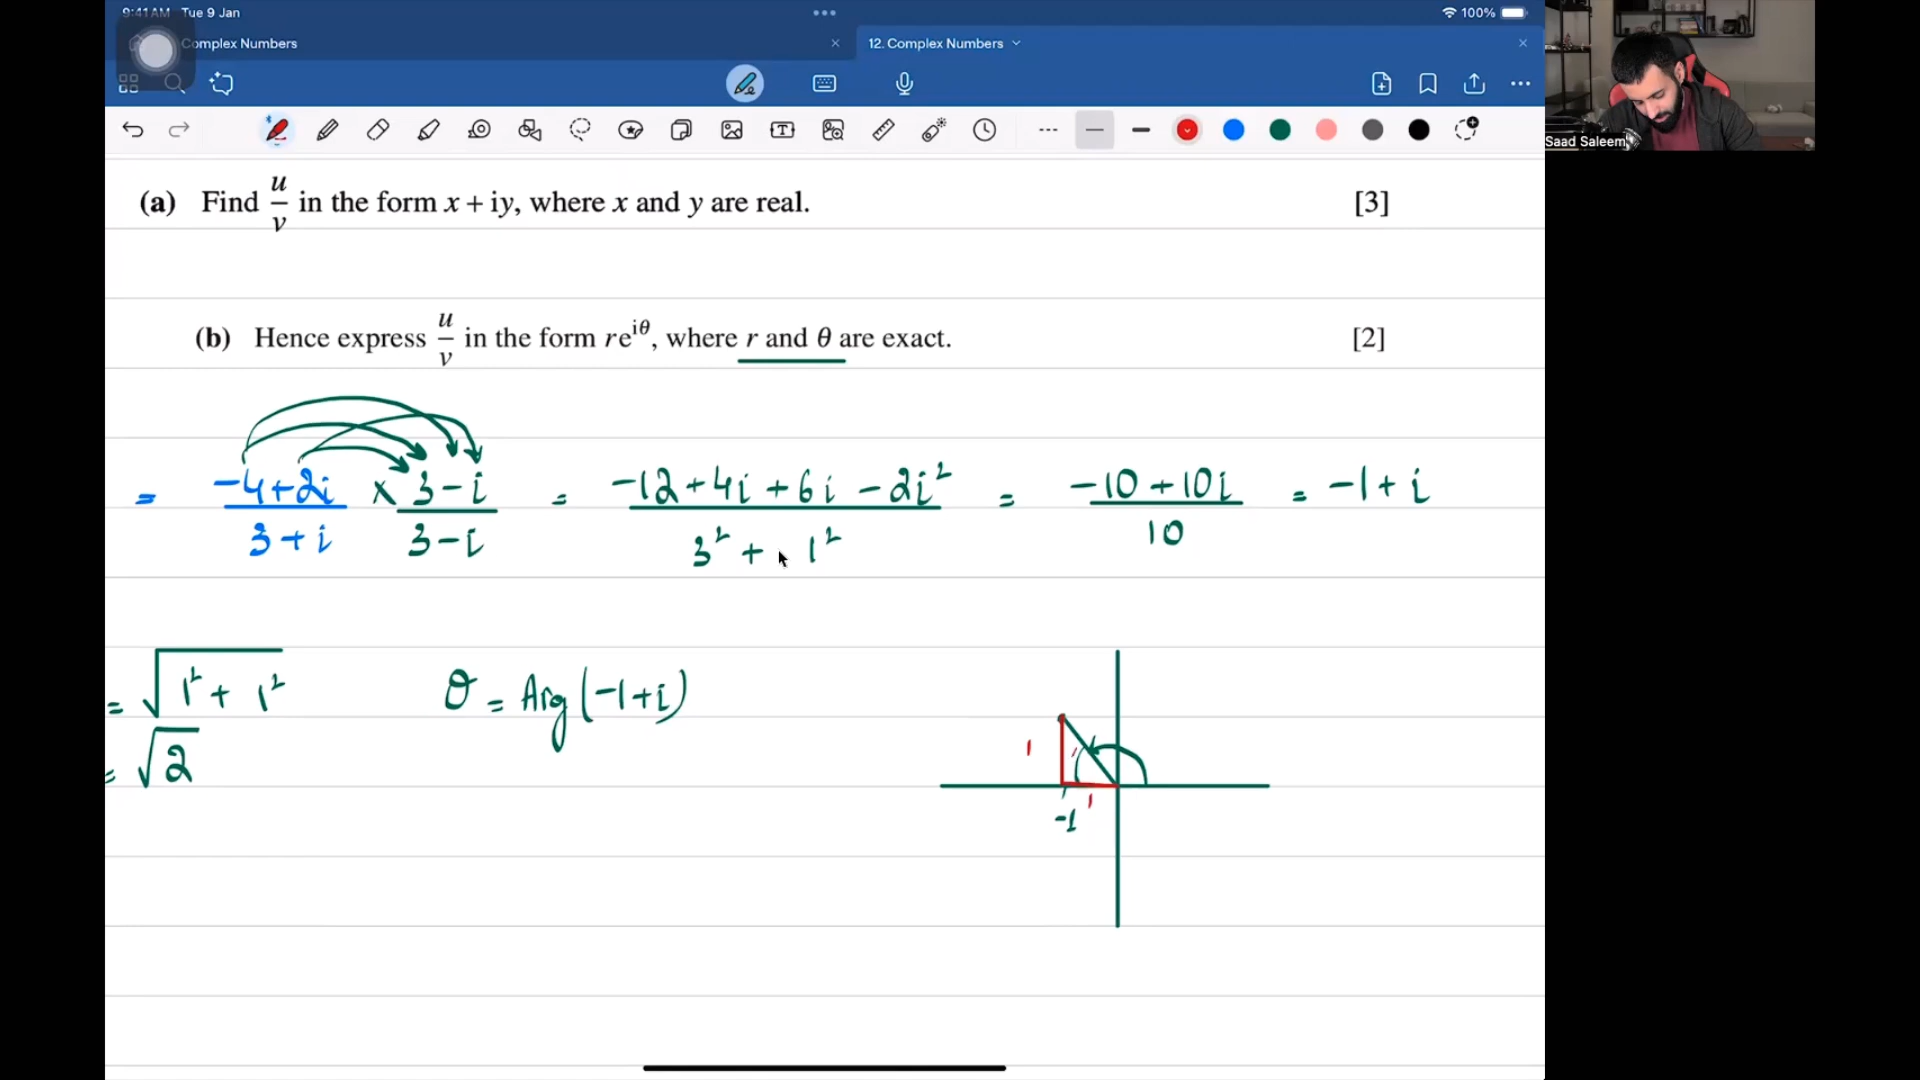 9:41 AM Tue 9 Jan
100%
Complex Numbers
12. Complex Numbers
Saad Saleem
(a) Find u/v in the form x + iy, where x and y are real. [3]
(b) Hence express u/v in the form re^{iθ}, where r and θ are exact. [2]
= (-4+2i)/(3+i) × (3-i)/(3-i) = (-12+4i+6i-2i²)/(3²+1²) = (-10+10i)/10 = -1+i
= √(1²+1²) θ = Arg(-1+i)
= √2
1
1
-1